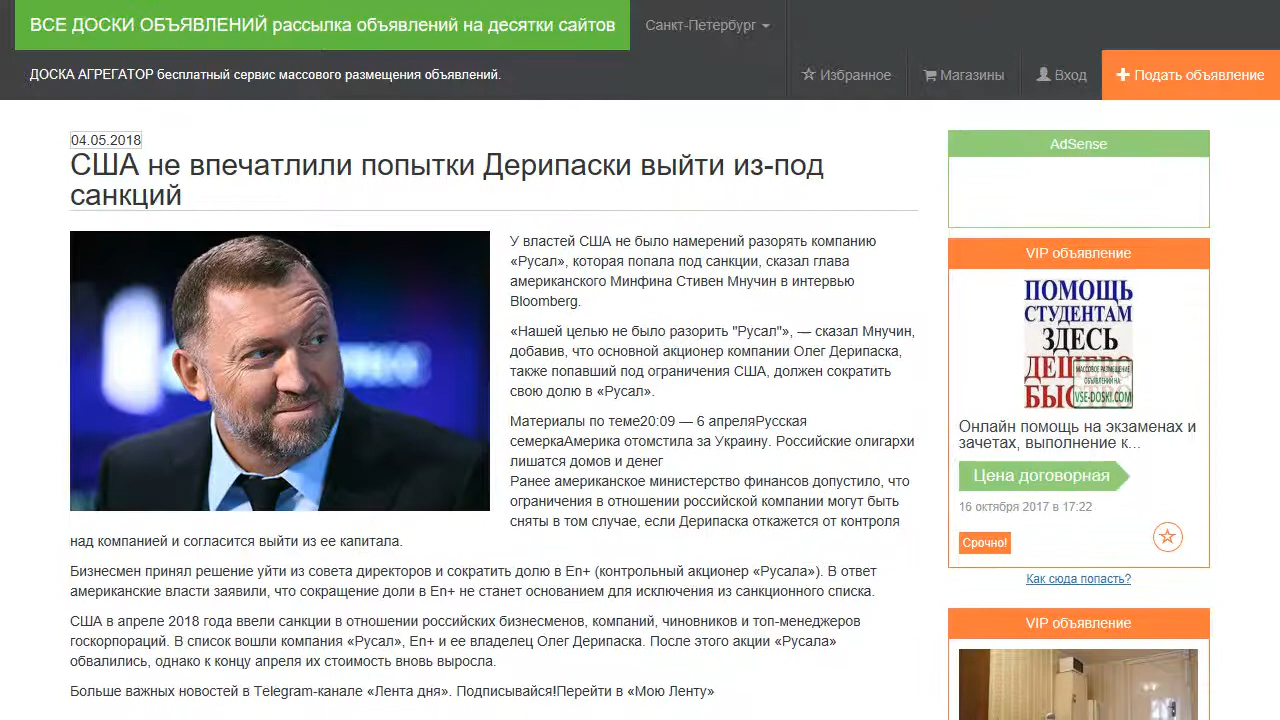 ВСЕ ДОСКИ ОБЪЯВЛЕНИЙ рассылка объявлений на десятки сайтов
Санкт-Петербург
ДОСКА АГРЕГАТОР бесплатный сервис массового размещения объявлений.
Избранное
Магазины
Вход
Подать объявление
04.05.2018
США не впечатлили попытки Дерипаски выйти из-под
санкций
У властей США не было намерений разорять компанию
«Русал», которая попала под санкции, сказал глава
американского Минфина Стивен Мнучин в интервью
Bloomberg.
«Нашей целью не было разорить "Русал"», — сказал Мнучин,
добавив, что основной акционер компании Олег Дерипаска,
также попавший под ограничения США, должен сократить
свою долю в «Русал».
Материалы по теме20:09 — 6 апреляРусская
семеркаАмерика отомстила за Украину. Российские олигархи
лишатся домов и денег
Ранее американское министерство финансов допустило, что
ограничения в отношении российской компании могут быть
сняты в том случае, если Дерипаска откажется от контроля
над компанией и согласится выйти из ее капитала.
Бизнесмен принял решение уйти из совета директоров и сократить долю в En+ (контрольный акционер «Русала»). В ответ
американские власти заявили, что сокращение доли в En+ не станет основанием для исключения из санкционного списка.
США в апреле 2018 года ввели санкции в отношении российских бизнесменов, компаний, чиновников и топ-менеджеров
госкорпораций. В список вошли компания «Русал», En+ и ее владелец Олег Дерипаска. После этого акции «Русала»
обвалились, однако к концу апреля их стоимость вновь выросла.
Больше важных новостей в Telegram-канале «Лента дня». Подписывайся!Перейти в «Мою Ленту»
AdSense
VIP объявление
ПОМОЩЬ
СТУДЕНТАМ
ЗДЕСЬ
ДЕШЕВО
БЫСТРО
МАССОВОЕ РАЗМЕЩЕНИЕ
ОБЪЯВЛЕНИЙ НА:
VSE-DOSKI.COM
Онлайн помощь на экзаменах и
зачетах, выполнение к...
Цена договорная
16 октября 2017 в 17:22
Срочно!
Как сюда попасть?
VIP объявление